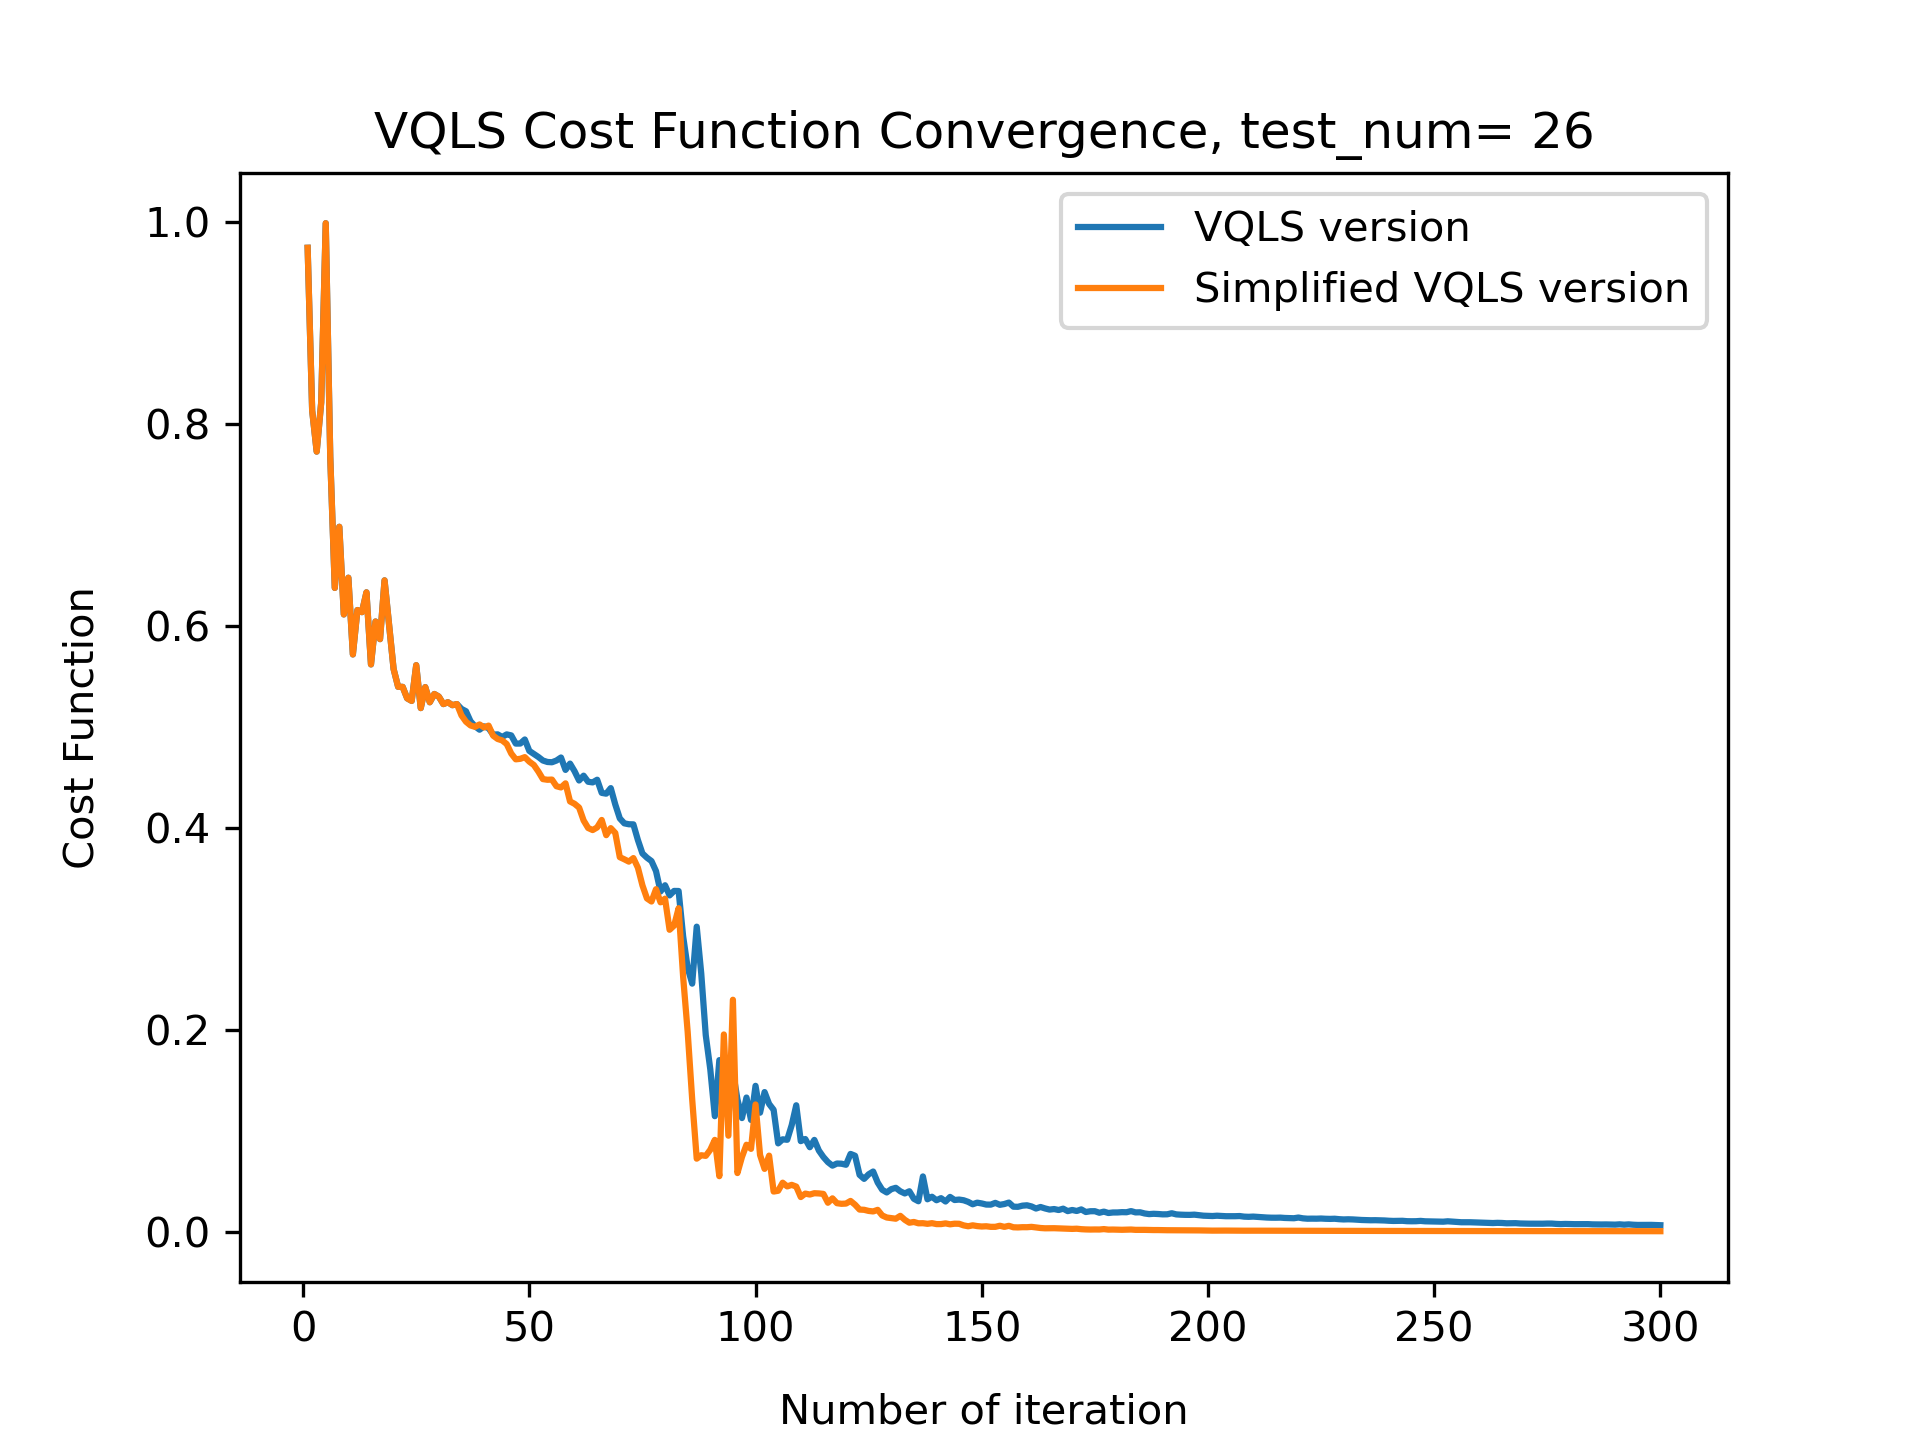 VQLS Cost Function Convergence, test_num= 26
VQLS version
Simplified VQLS version
1.0
0.8
0.6
0.4
0.2
0.0
Cost Function
0 50 100 150 200 250 300
Number of iteration